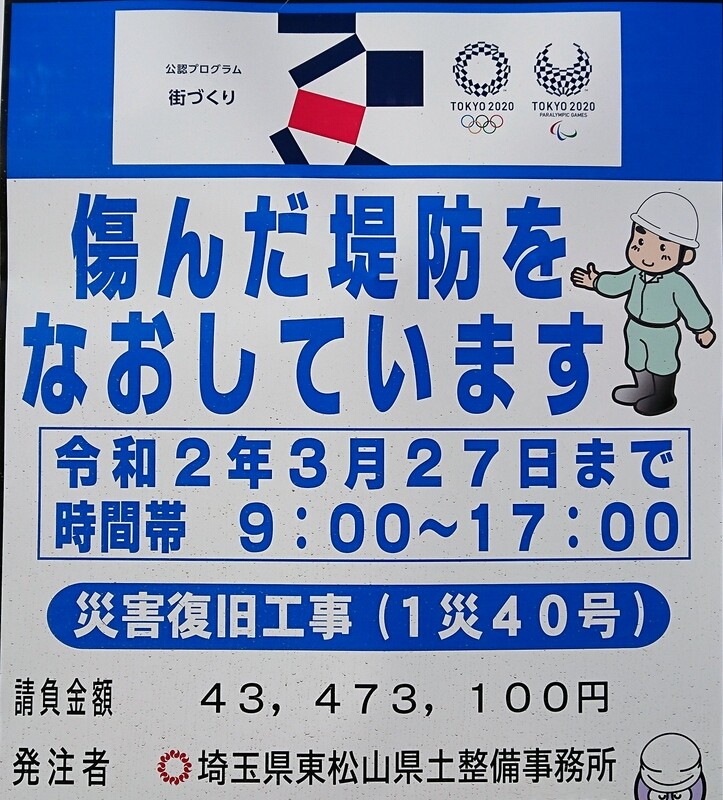 公認プログラム
街づくり
TOKYO 2020
TOKYO 2020
PARALYMPIC GAMES
傷んだ堤防を
なおしています
令和２年３月２７日まで
時間帯　９：００～１７：００
災害復旧工事（１災４０号）
請負金額　４３，４７３，１００円
発注者　埼玉県東松山県土整備事務所